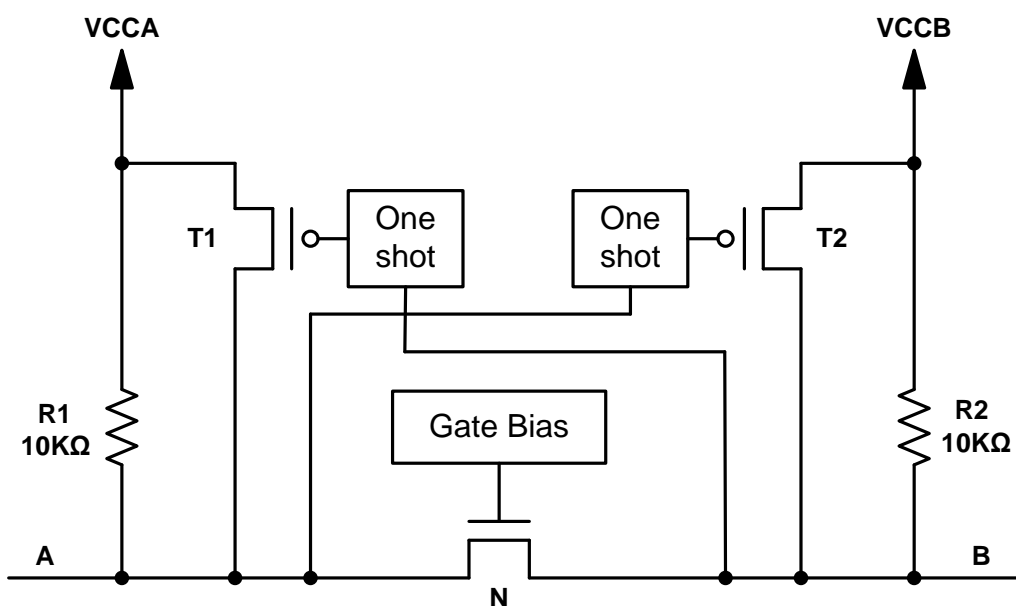 VCCA
VCCB
T1
One
shot
One
shot
T2
R1
10KΩ
Gate Bias
R2
10KΩ
A
B
N